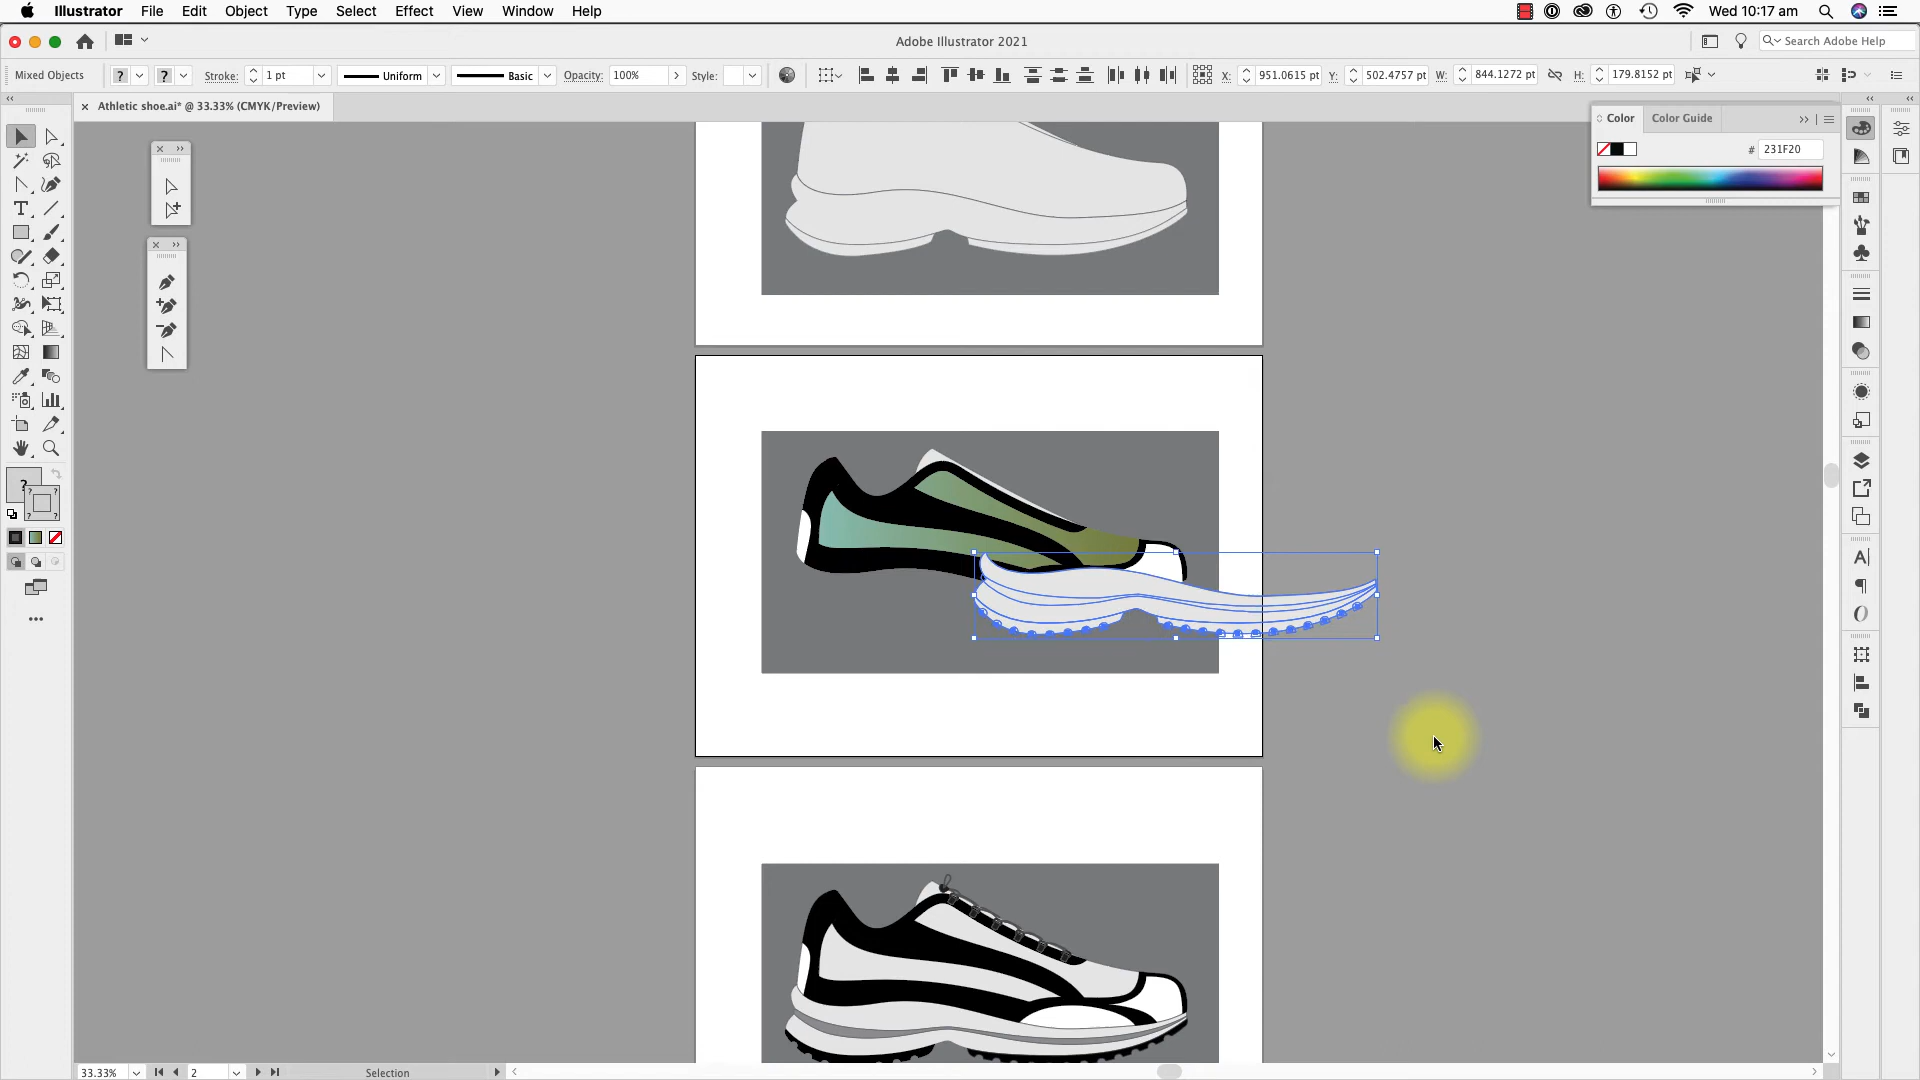 Illustrator File Edit Object Type Select Effect View Window Help Wed 10:17 am
Adobe Illustrator 2021 Search Adobe Help
Mixed Objects ? ? Stroke: 1 pt Uniform Basic Opacity: 100% Style: X: 951.0615 pt Y: 502.4757 pt W: 844.1272 pt H: 179.8152 pt
Athletic shoe.ai* @ 33.33% (CMYK/Preview)
Color Color Guide
# 231F20
?
33.33% 2 Selection